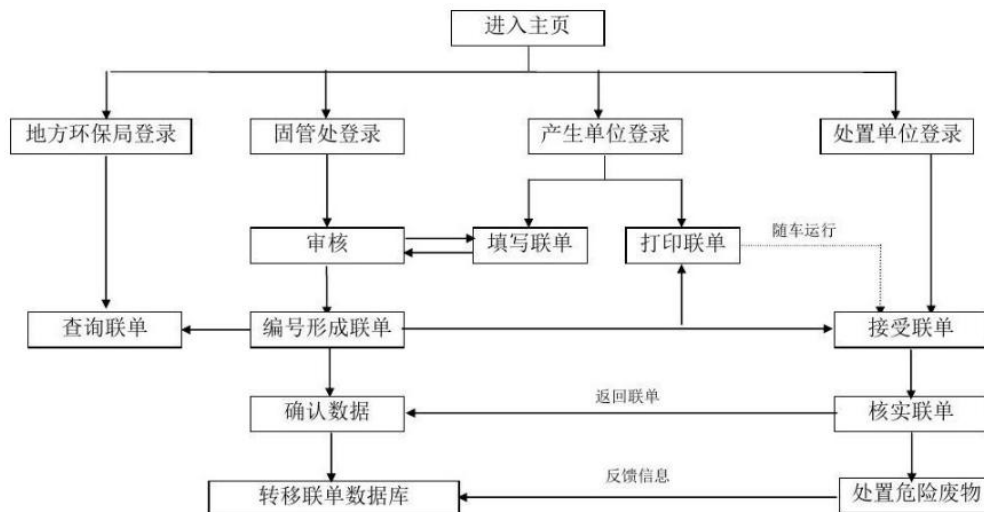 进入主页
地方环保局登录
固管处登录
产生单位登录
处置单位登录
审核
填写联单
打印联单
随车运行
查询联单
编号形成联单
接受联单
确认数据
返回联单
核实联单
转移联单数据库
反馈信息
处置危险废物